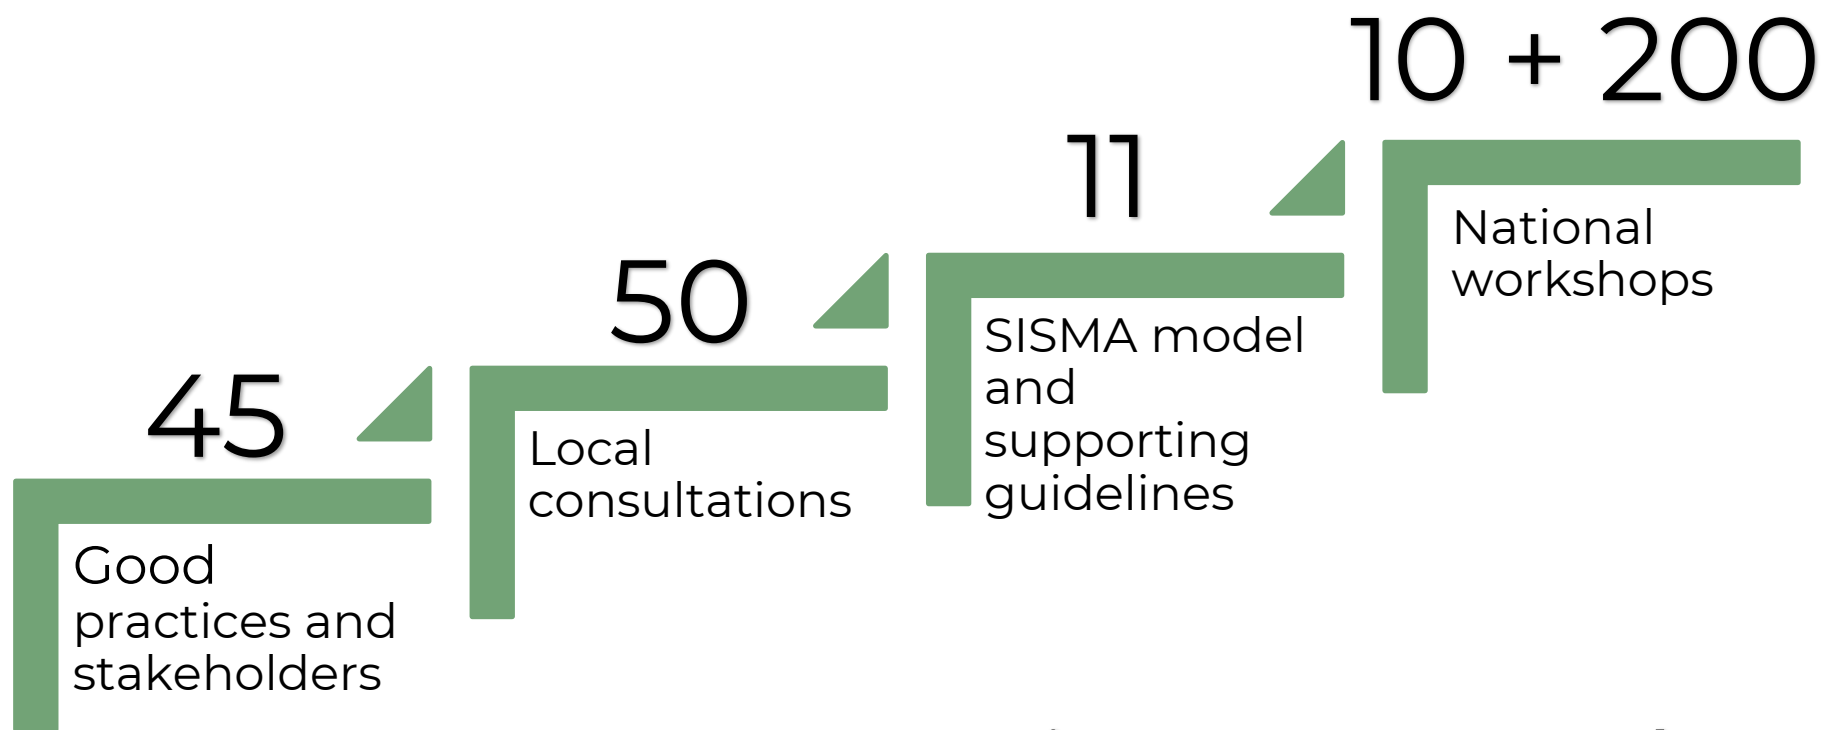 45
Good
practices and
stakeholders
50
Local
consultations
11
SISMA model
and
supporting
guidelines
10 + 200
National
workshops